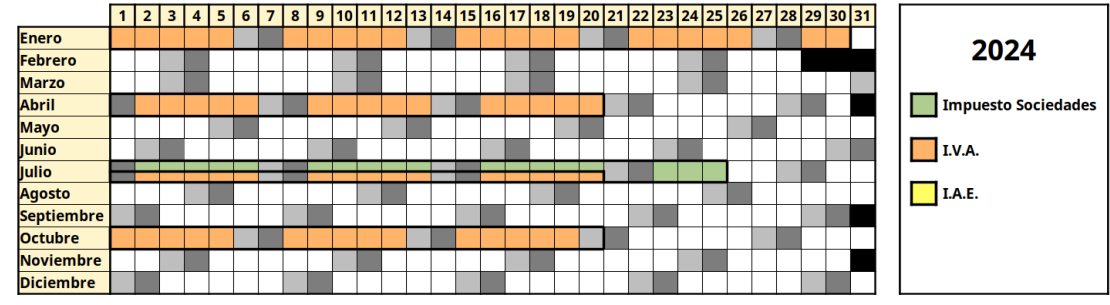 1 2 3 4 5 6 7 8 9 10 11 12 13 14 15 16 17 18 19 20 21 22 23 24 25 26 27 28 29 30 31
Enero
Febrero
Marzo
Abril
Mayo
Junio
Julio
Agosto
Septiembre
Octubre
Noviembre
Diciembre
2024
Impuesto Sociedades
I.V.A.
I.A.E.